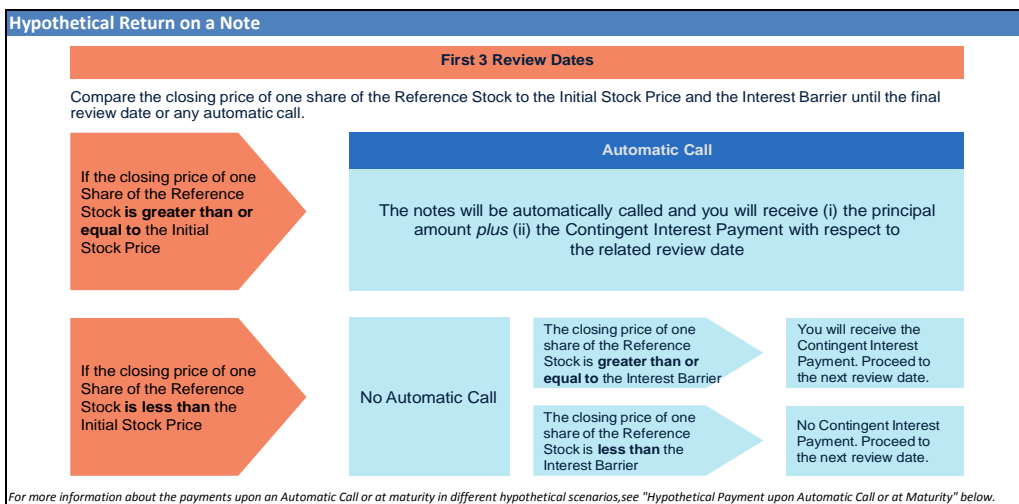 Hypothetical Return on a Note
First 3 Review Dates
Compare the closing price of one share of the Reference Stock to the Initial Stock Price and the Interest Barrier until the final
review date or any automatic call.
If the closing price of one
Share of the Reference
Stock is greater than or
equal to the Initial
Stock Price
Automatic Call
The notes will be automatically called and you will receive (i) the principal
amount plus (ii) the Contingent Interest Payment with respect to
the related review date
If the closing price of one
Share of the Reference
Stock is less than the
Initial Stock Price
No Automatic Call
The closing price of one
share of the Reference
Stock is greater than or
equal to the Interest Barrier
You will receive the
Contingent Interest
Payment. Proceed to
the next review date.
The closing price of one
share of the Reference
Stock is less than the
Interest Barrier
No Contingent Interest
Payment. Proceed to
the next review date.
For more information about the payments upon an Automatic Call or at maturity in different hypothetical scenarios,see "Hypothetical Payment upon Automatic Call or at Maturity" below.